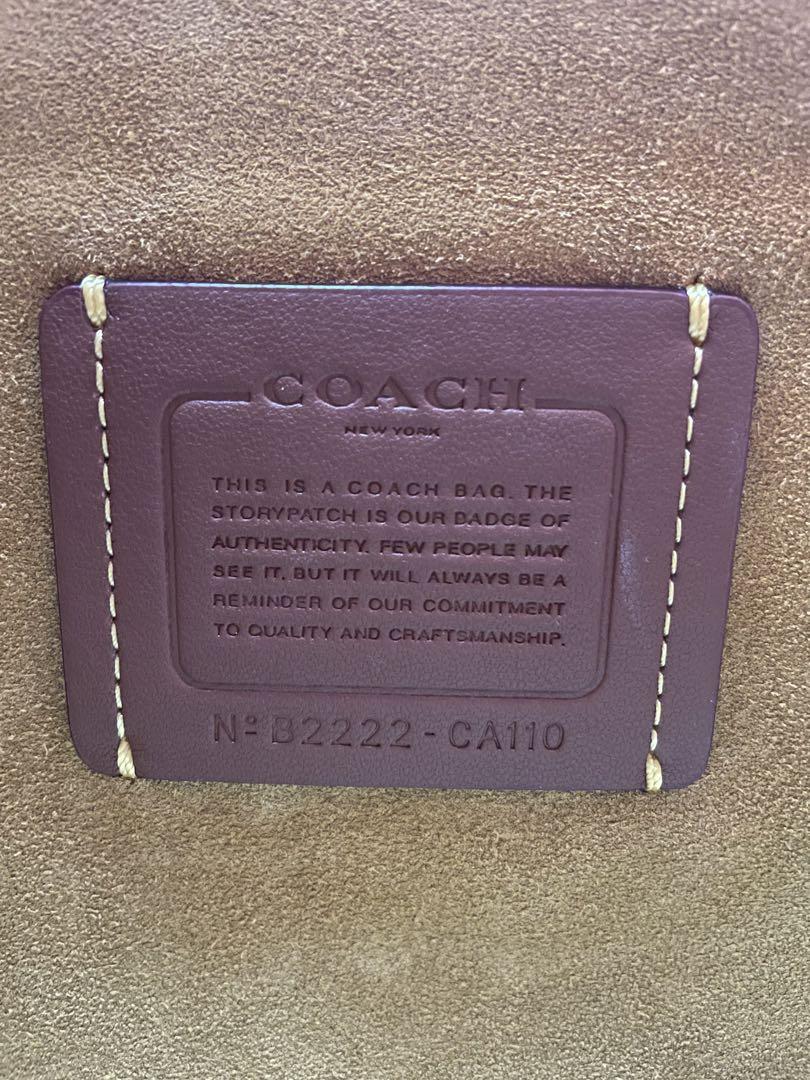 COACH
NEW YORK
THIS IS A COACH BAG. THE
STORYPATCH IS OUR BADGE OF
AUTHENTICITY. FEW PEOPLE MAY
SEE IT, BUT IT WILL ALWAYS BE A
REMINDER OF OUR COMMITMENT
TO QUALITY AND CRAFTSMANSHIP.
Nº B2222 - CA110